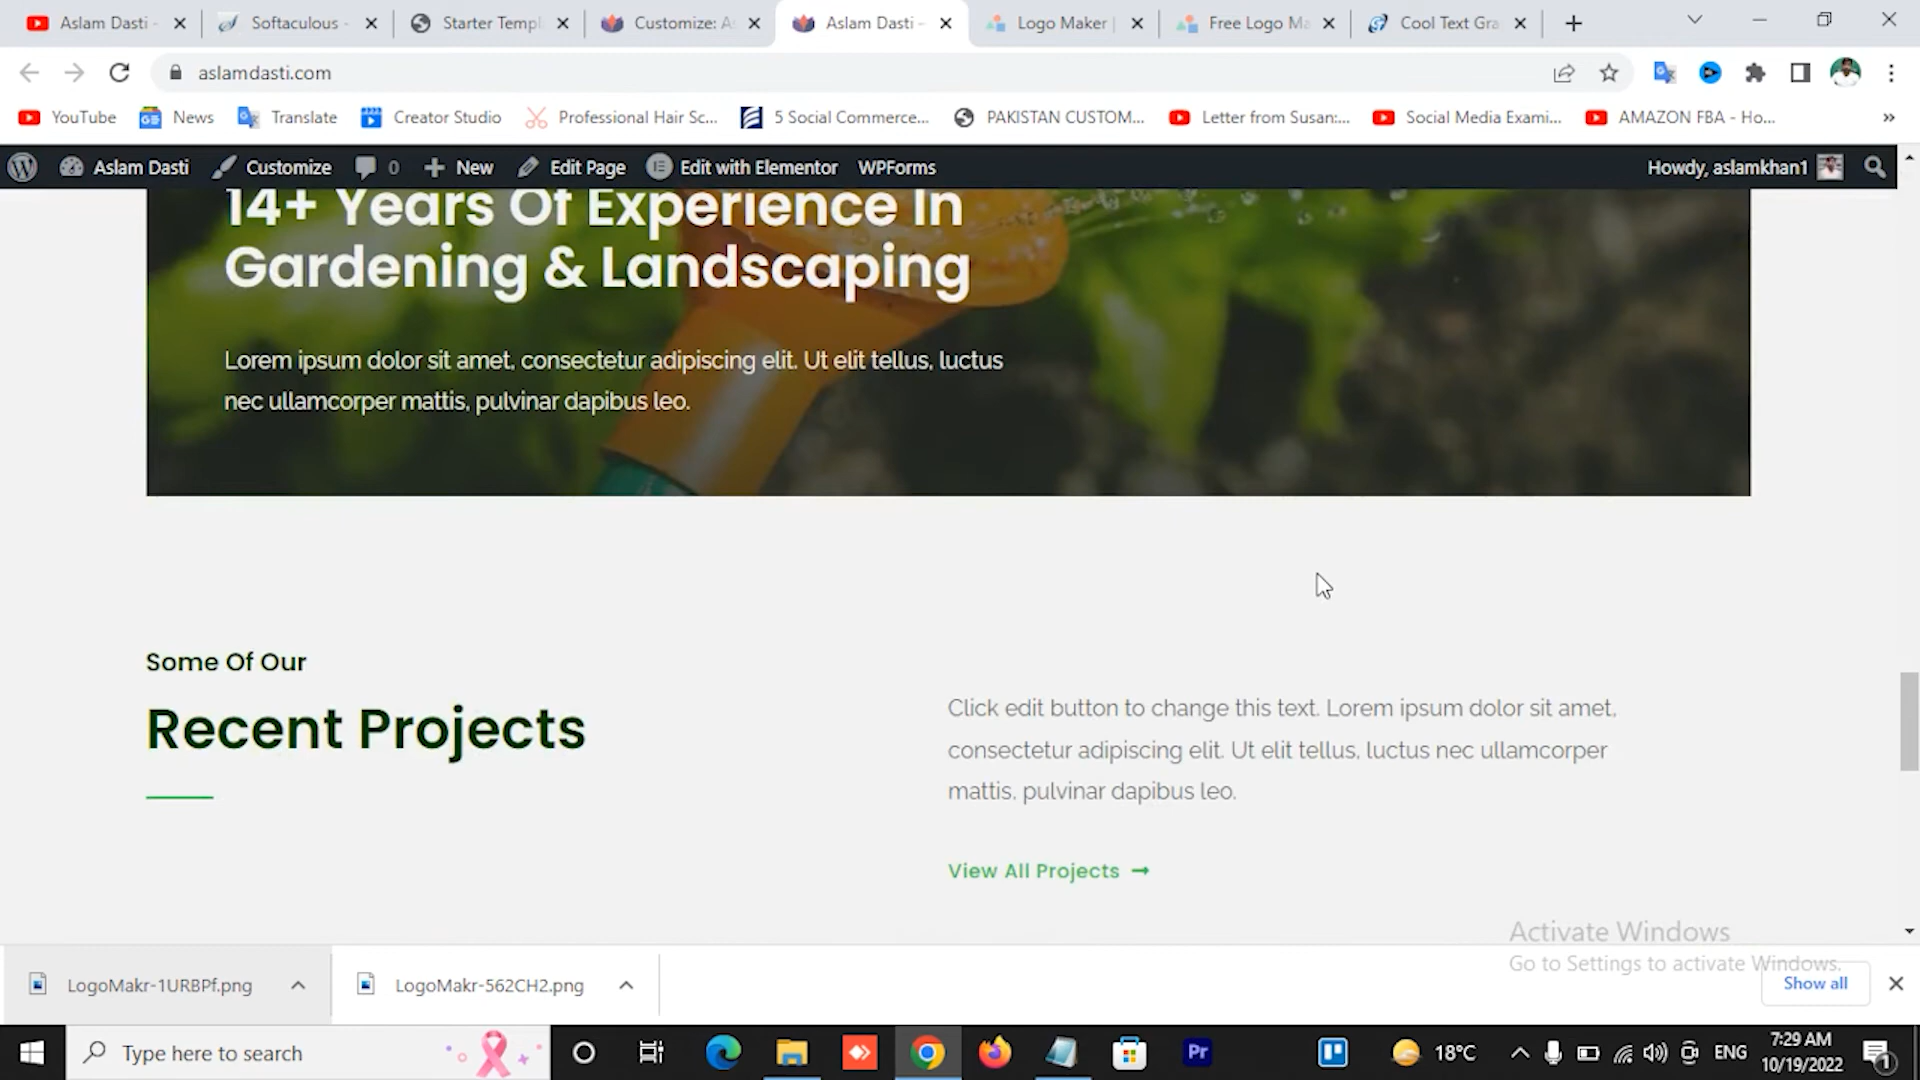 Aslam Dasti -
Softaculous -
Starter Templ
Customize: A
Aslam Dasti -
Logo Maker |
Free Logo Ma
Cool Text Gra
aslamdasti.com
YouTube
News
Translate
Creator Studio
Professional Hair Sc...
5 Social Commerce...
PAKISTAN CUSTOM...
Letter from Susan:...
Social Media Exami...
AMAZON FBA - Ho...
»
Aslam Dasti
Customize
0
New
Edit Page
Edit with Elementor
WPForms
Howdy, aslamkhan1
14+ Years Of Experience In
Gardening & Landscaping
Lorem ipsum dolor sit amet, consectetur adipiscing elit. Ut elit tellus, luctus
nec ullamcorper mattis, pulvinar dapibus leo.
Some Of Our
Recent Projects
Click edit button to change this text. Lorem ipsum dolor sit amet,
consectetur adipiscing elit. Ut elit tellus, luctus nec ullamcorper
mattis, pulvinar dapibus leo.
View All Projects →
Activate Windows
Go to Settings to activate Windows.
LogoMakr-1URBPf.png
LogoMakr-562CH2.png
Show all
Type here to search
Pr
18°C
ENG
7:29 AM
10/19/2022
1